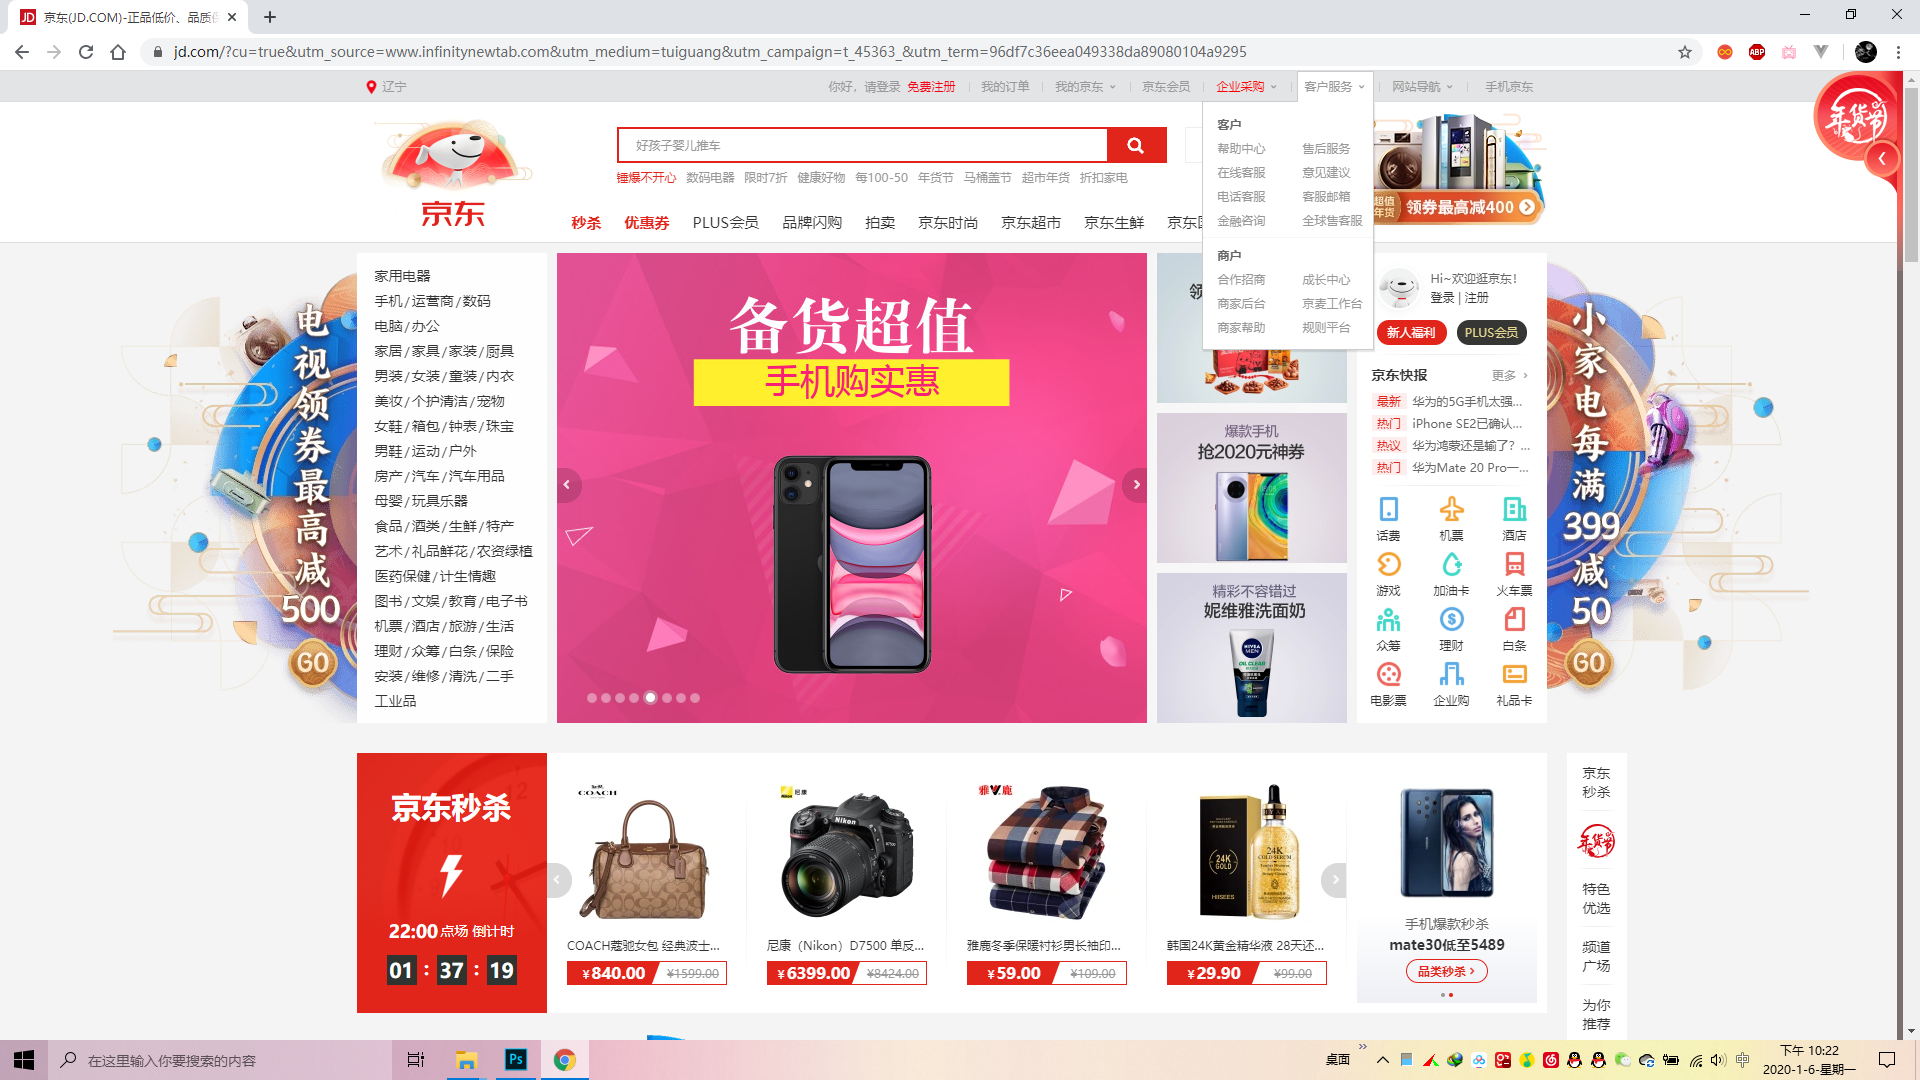 京东(JD.COM)-正品低价、品质
jd.com/?cu=true&utm_source=www.infinitynewtab.com&utm_medium=tuiguang&utm_campaign=t_45363_&utm_term=96df7c36eea049338da89080104a9295
ABP
辽宁
你好，请登录 免费注册 我的订单 我的京东 京东会员 企业采购 客户服务 网站导航 手机京东
好孩子婴儿推车
锤爆不开心 数码电器 限时7折 健康好物 每100-50 年货节 马桶盖节 超市年货 折扣家电
京东
秒杀 优惠券 PLUS会员 品牌闪购 拍卖 京东时尚 京东超市 京东生鲜 京东
客户
帮助中心 售后服务
在线客服 意见建议
电话客服 客服邮箱
金融咨询 全球售客服
商户
合作招商 成长中心
商家后台 京麦工作台
商家帮助 规则平台
超值
年货
领券最高减400
年货节
家用电器
手机/运营商/数码
电脑/办公
家居/家具/家装/厨具
男装/女装/童装/内衣
美妆/个护清洁/宠物
女鞋/箱包/钟表/珠宝
男鞋/运动/户外
房产/汽车/汽车用品
母婴/玩具乐器
食品/酒类/生鲜/特产
艺术/礼品鲜花/农资绿植
医药保健/计生情趣
图书/文娱/教育/电子书
机票/酒店/旅游/生活
理财/众筹/白条/保险
安装/维修/清洗/二手
工业品
电视领券最高减500
GO
备货超值
手机购实惠
领
爆款手机
抢2020元神券
精彩不容错过
妮维雅洗面奶
NIVEA
MEN
OIL CLEAR
Hi~欢迎逛京东!
登录 | 注册
新人福利 PLUS会员
京东快报 更多
最新 华为的5G手机太强...
热门 iPhone SE2已确认...
热议 华为鸿蒙还是输了？...
热门 华为Mate 20 Pro一...
话费 机票 酒店
游戏 加油卡 火车票
众筹 理财 白条
电影票 企业购 礼品卡
小家电每满399减50
GO
京东秒杀
22:00点场 倒计时
01 : 37 : 19
COACH
COACH蔻驰女包 经典波士...
¥840.00 ¥1599.00
Nikon 尼康
Nikon
尼康（Nikon）D7500 单反...
¥6399.00 ¥8424.00
雅鹿
雅鹿冬季保暖衬衫男长袖印...
¥59.00 ¥109.00
24K
GOLD
HIISEES
24K
GOLD SERUM
韩国24K黄金精华液 28天还...
¥29.90 ¥99.00
手机爆款秒杀
mate30低至5489
品类秒杀
京东
秒杀
年货节
特色
优选
频道
广场
为你
推荐
在这里输入你要搜索的内容
Ps
桌面
中
下午 10:22
2020-1-6-星期一